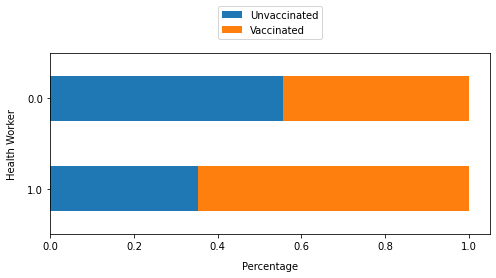 Unvaccinated
Vaccinated
Health Worker
0.0
1.0
0.0 0.2 0.4 0.6 0.8 1.0
Percentage